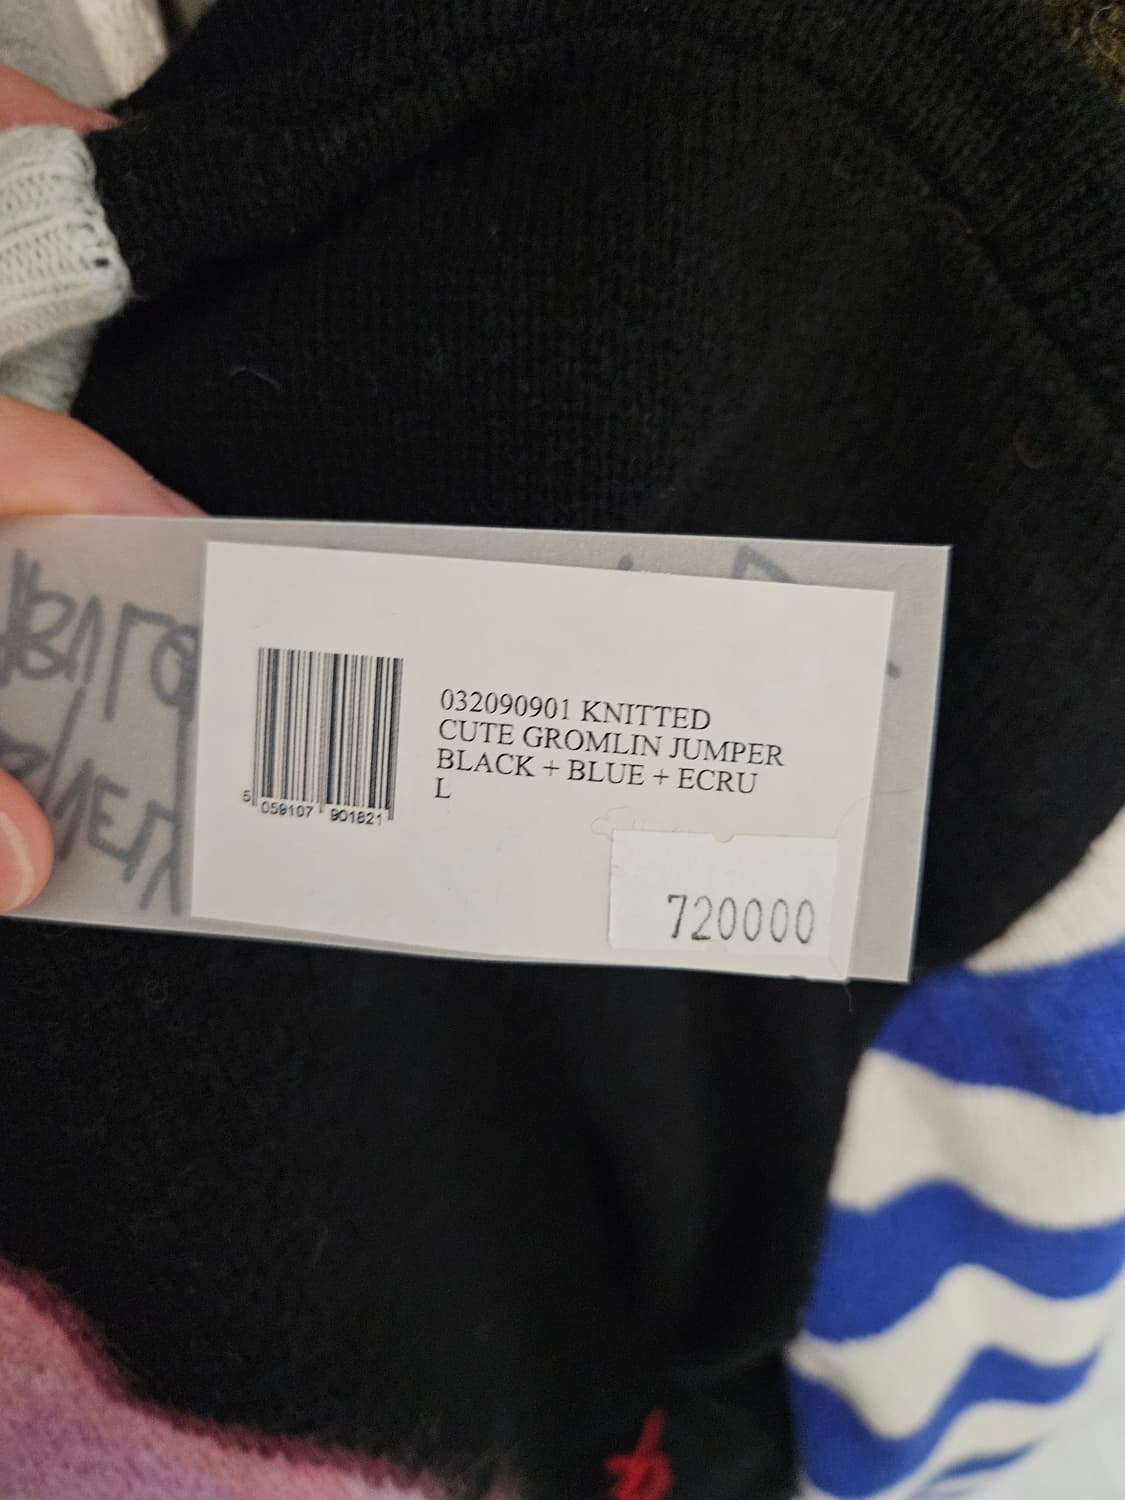 032090901 KNITTED
CUTE GROMLIN JUMPER
BLACK + BLUE + ECRU
L
5 059107 901821
720000